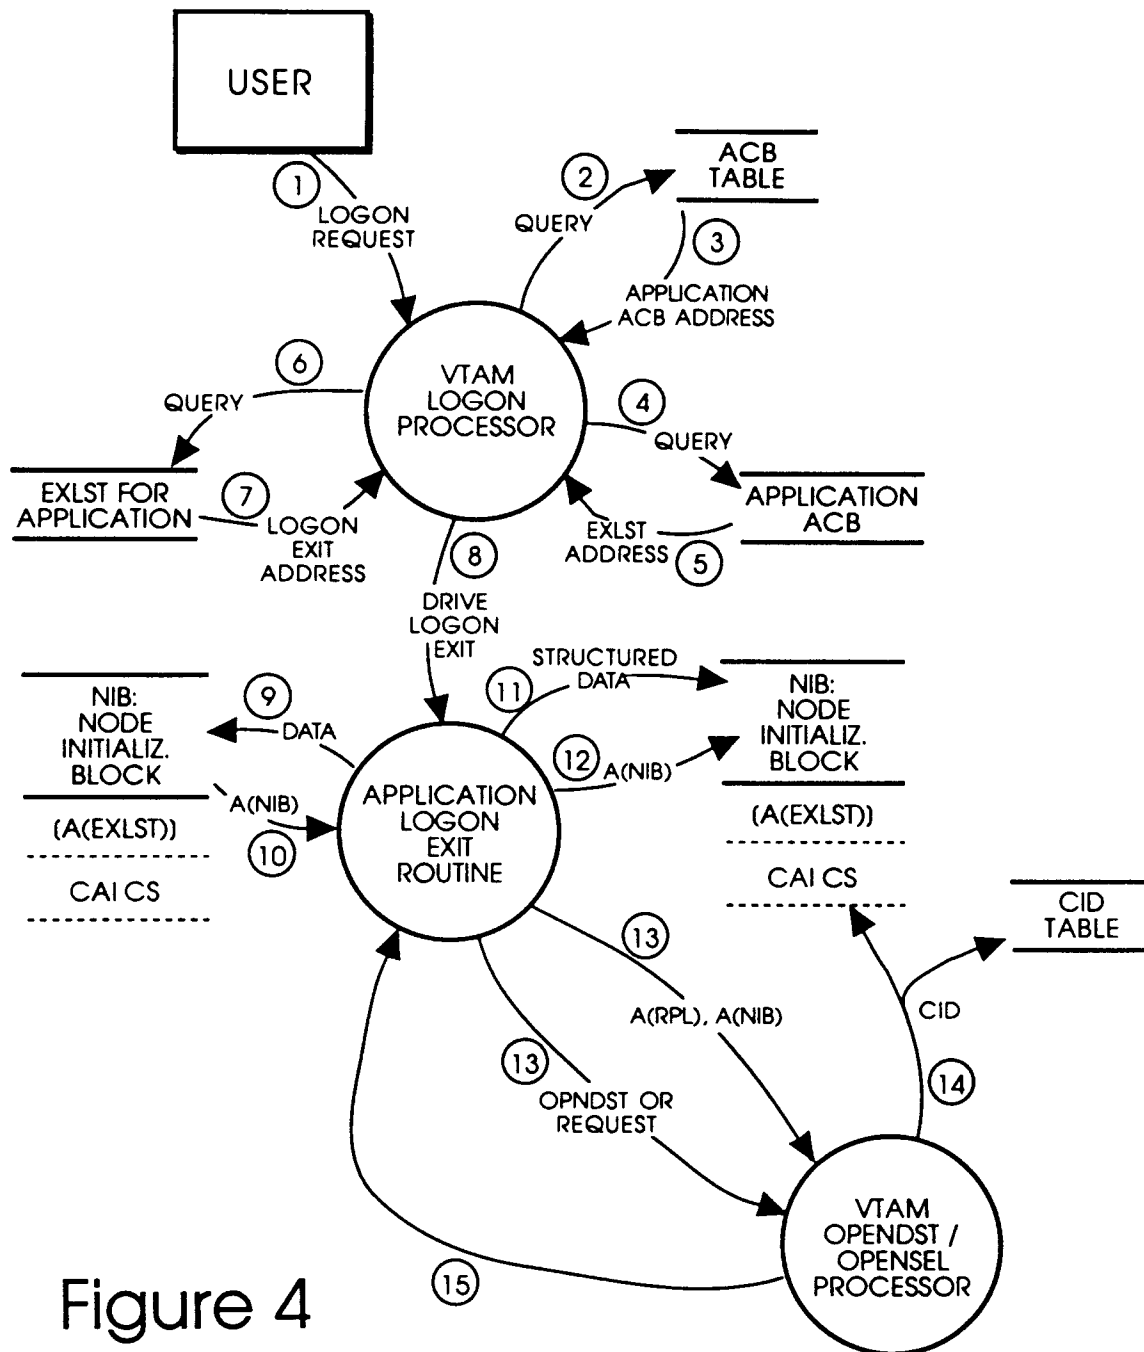 USER
1
LOGON
REQUEST
2
QUERY
ACB
TABLE
3
APPLICATION
ACB ADDRESS
VTAM
LOGON
PROCESSOR
6
QUERY
4
QUERY
EXLST FOR
APPLICATION
7
LOGON
EXIT
ADDRESS
APPLICATION
ACB
EXLST
ADDRESS
5
8
DRIVE
LOGON
EXIT
NIB:
NODE
INITIALIZ.
BLOCK
(A(EXLST))
CAI CS
9
DATA
A(NIB)
10
11
STRUCTURED
DATA
12
A(NIB)
NIB:
NODE
INITIALIZ.
BLOCK
(A(EXLST))
CAI CS
APPLICATION
LOGON
EXIT
ROUTINE
CID
TABLE
13
A(RPL), A(NIB)
CID
13
OPNDST OR
REQUEST
14
VTAM
OPENDST /
OPENSEL
PROCESSOR
15
Figure 4